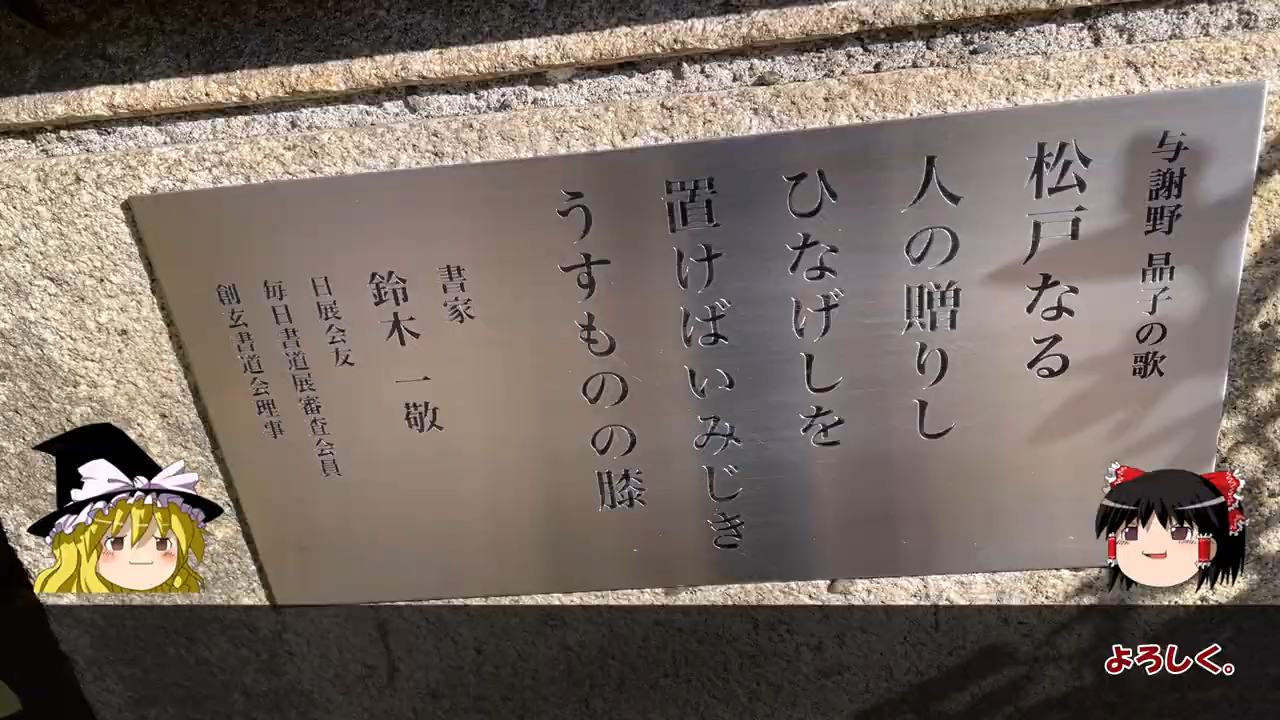 与謝野 晶子の歌
松戸なる
人の贈りし
ひなげしを
置けばいみじき
うすものの膝
書家
鈴木 一敬
日展会友
毎日書道展審査会員
創玄書道会理事
よろしく。